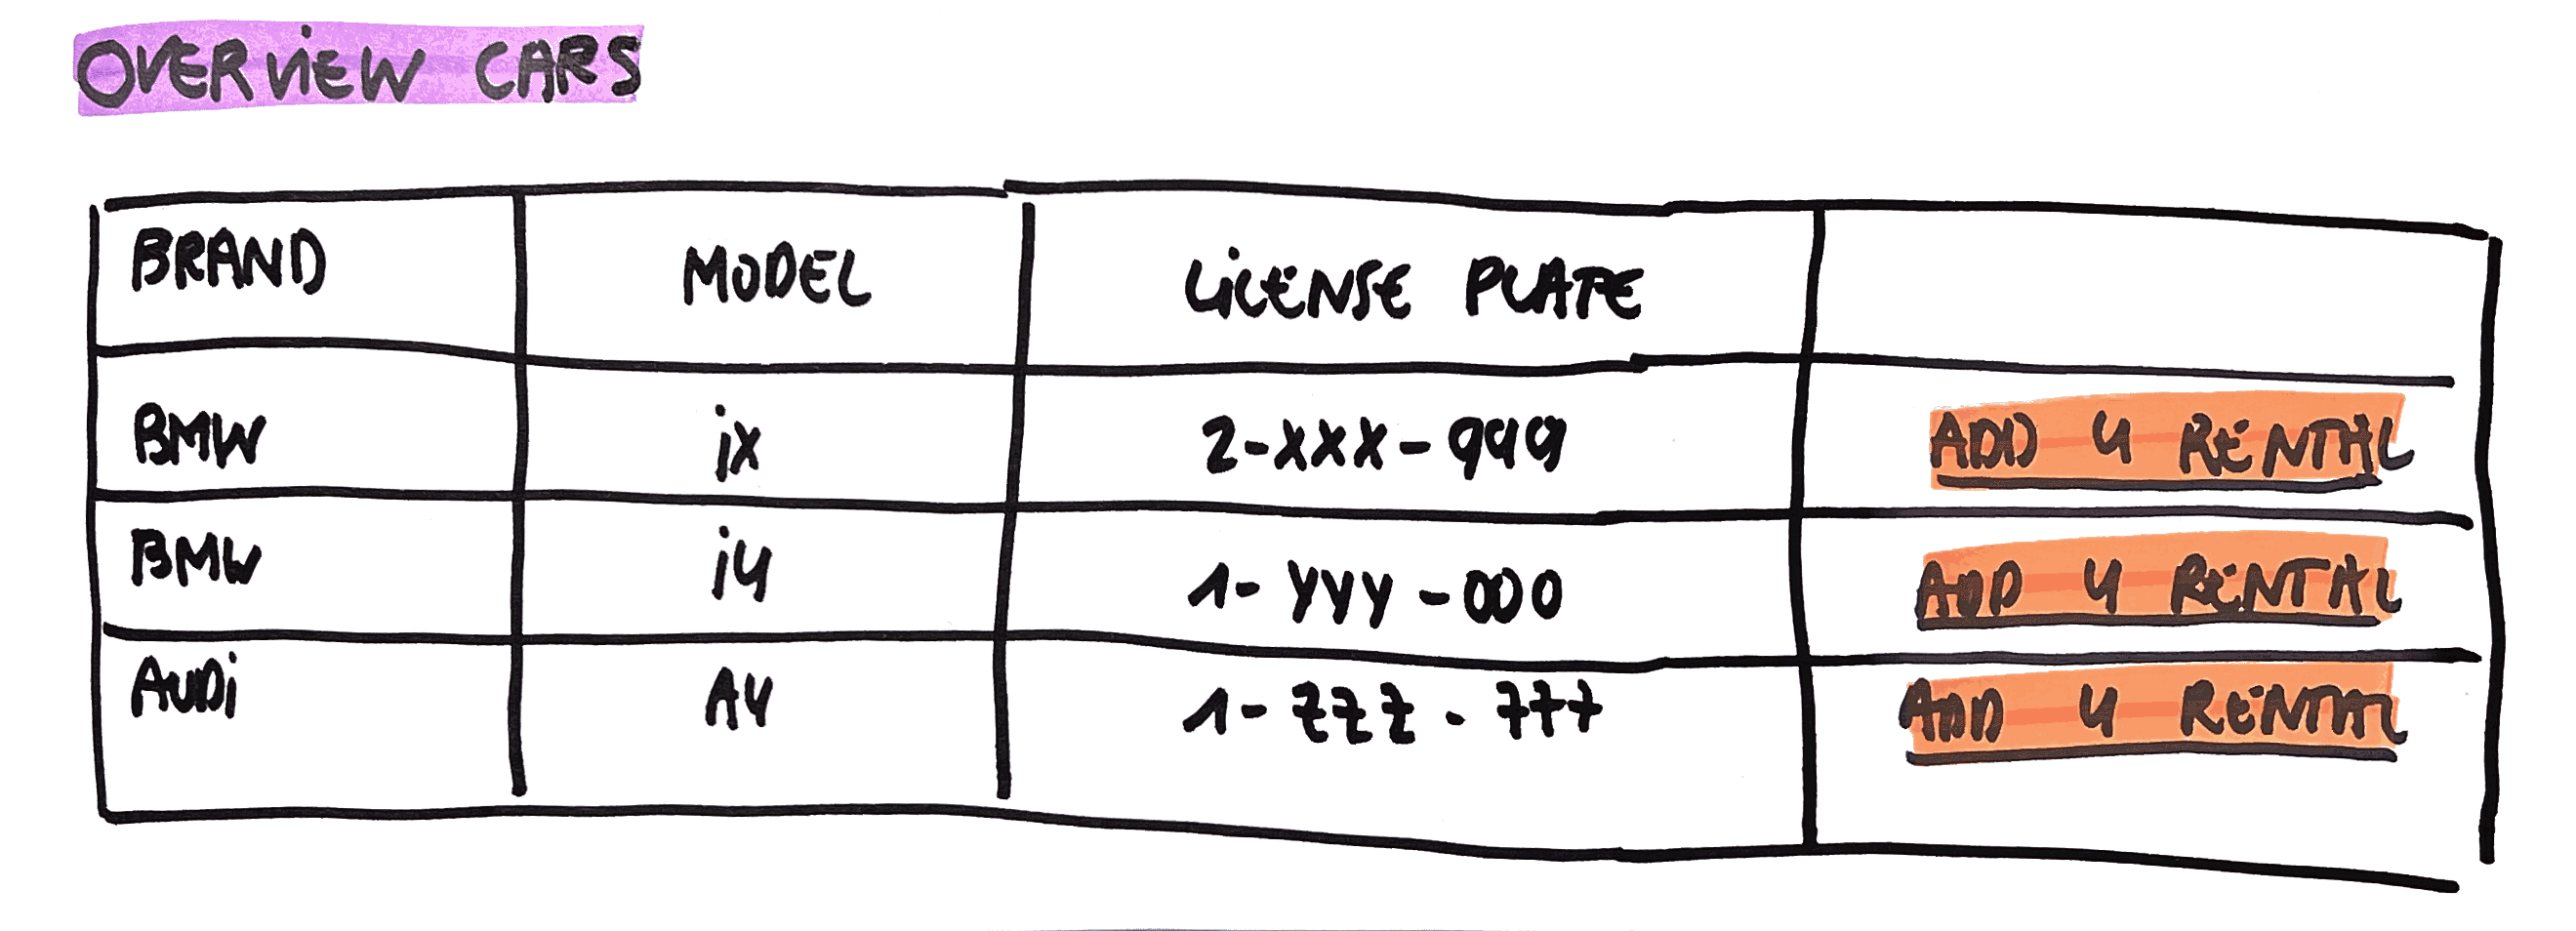 OVERVIEW CARS
BRAND MODEL LICENSE PLATE
BMW iX 2-XXX-999 ADD 4 RENTAL
BMW i4 1-YYY-000 ADD 4 RENTAL
AUDi A4 1-ZZZ-777 ADD 4 RENTAL